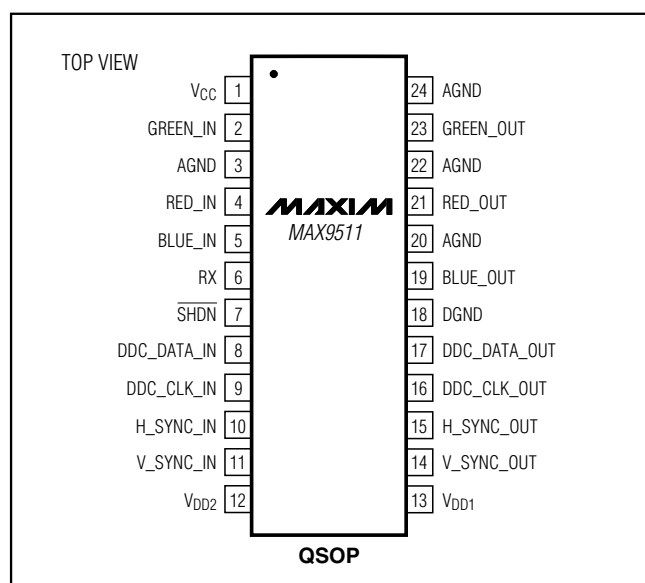 TOP VIEW
VCC 1
GREEN_IN 2
AGND 3
RED_IN 4
BLUE_IN 5
RX 6
SHDN 7
DDC_DATA_IN 8
DDC_CLK_IN 9
H_SYNC_IN 10
V_SYNC_IN 11
VDD2 12
MAXIM
MAX9511
24 AGND
23 GREEN_OUT
22 AGND
21 RED_OUT
20 AGND
19 BLUE_OUT
18 DGND
17 DDC_DATA_OUT
16 DDC_CLK_OUT
15 H_SYNC_OUT
14 V_SYNC_OUT
13 VDD1
QSOP